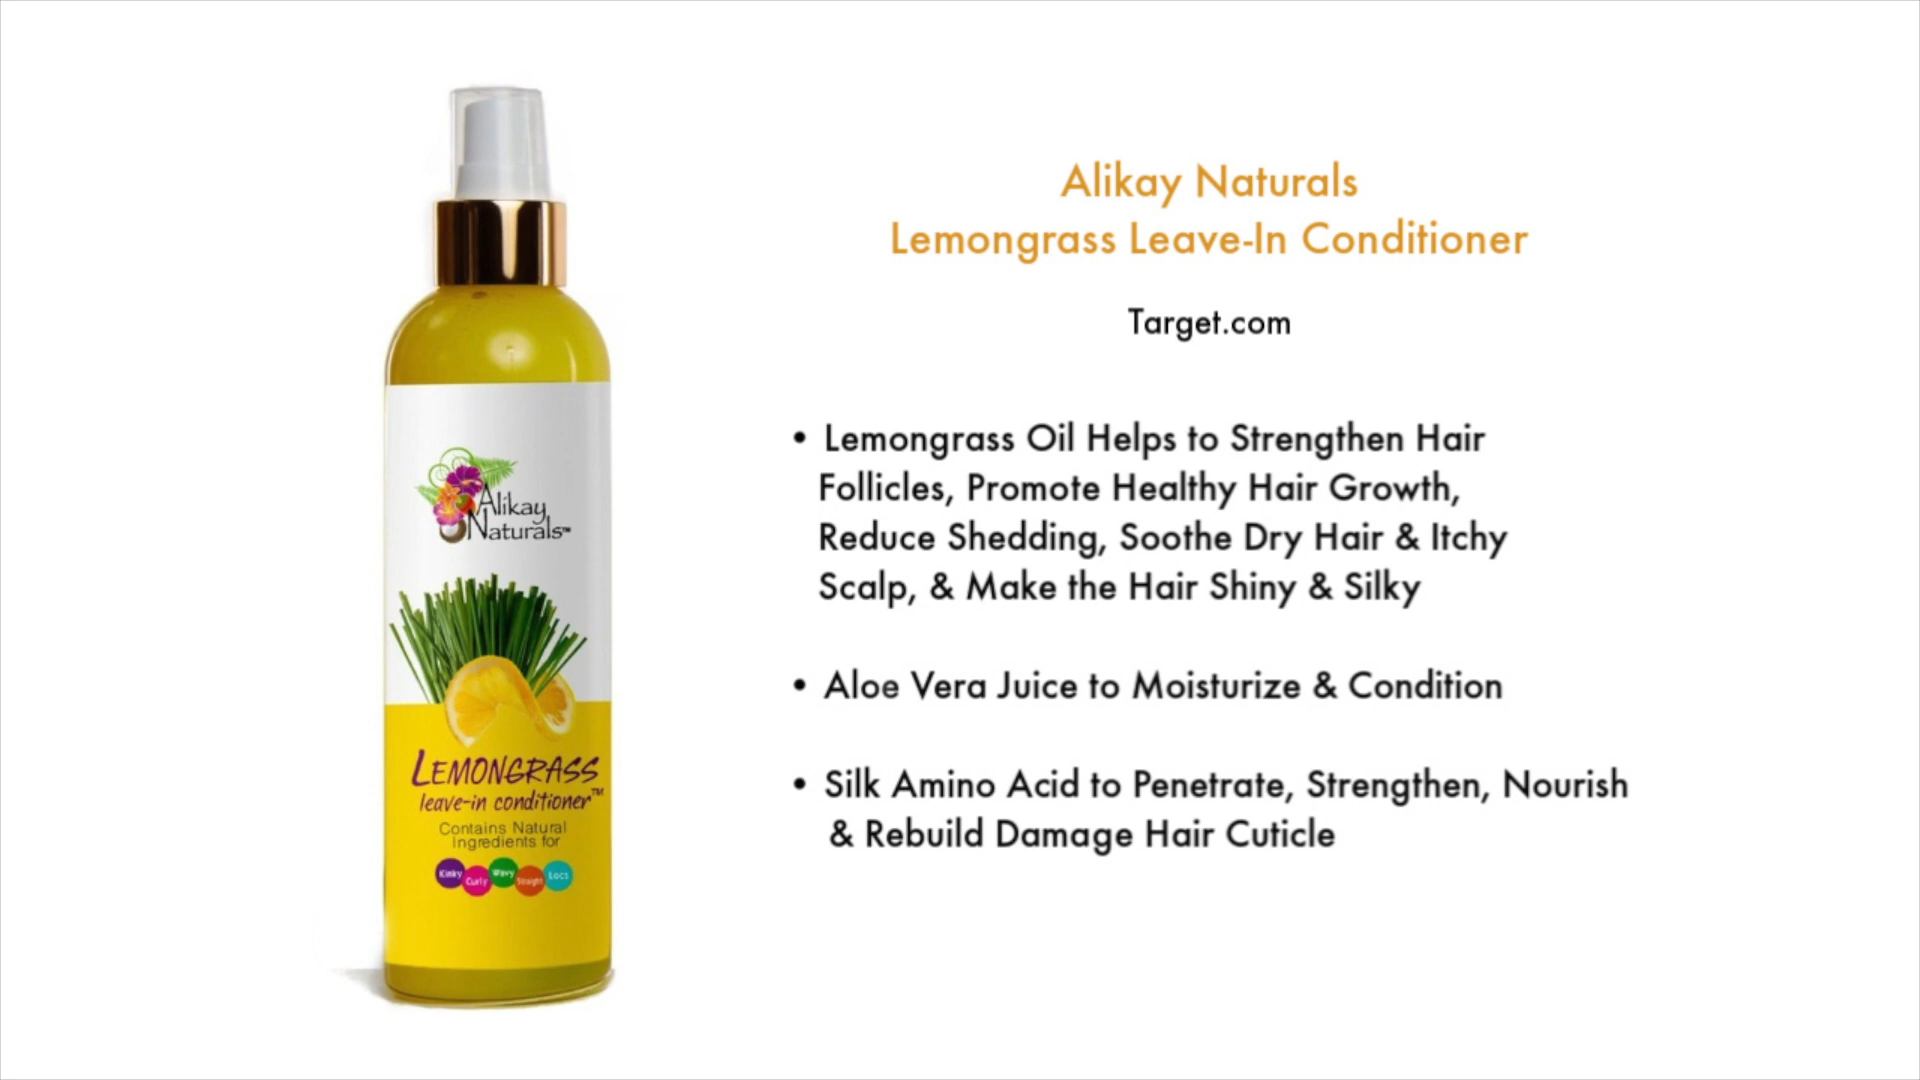 Alikay
Naturals™
LEMONGRASS
leave-in conditioner™
Contains Natural
Ingredients for
Kinky Curly Wavy Straight Locs
Alikay Naturals
Lemongrass Leave-In Conditioner
Target.com
• Lemongrass Oil Helps to Strengthen Hair
Follicles, Promote Healthy Hair Growth,
Reduce Shedding, Soothe Dry Hair & Itchy
Scalp, & Make the Hair Shiny & Silky
• Aloe Vera Juice to Moisturize & Condition
• Silk Amino Acid to Penetrate, Strengthen, Nourish
& Rebuild Damage Hair Cuticle